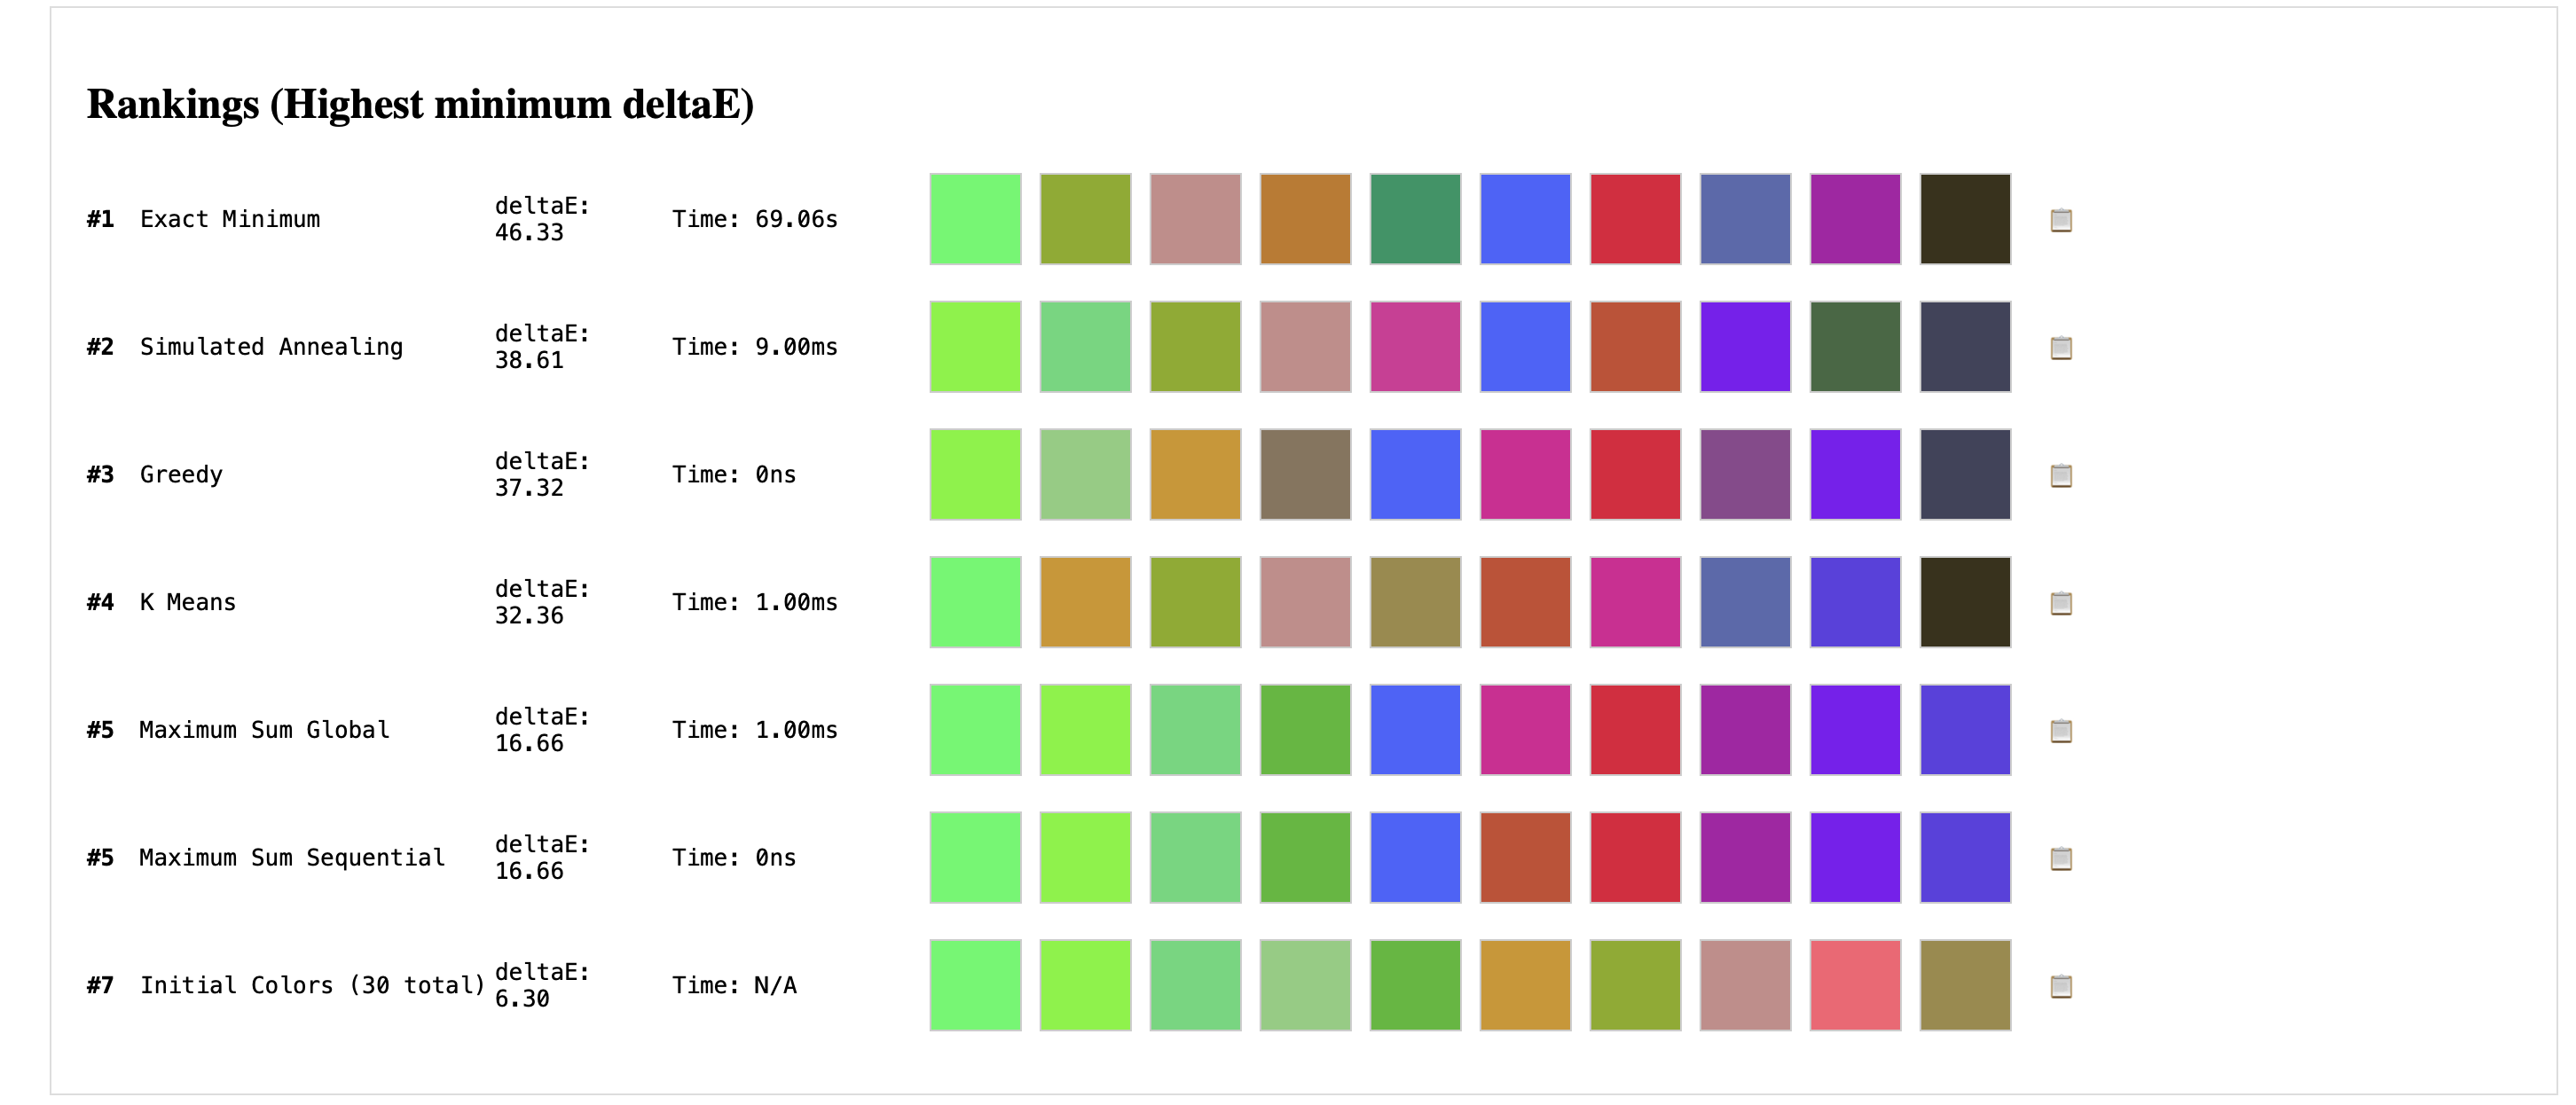 Rankings (Highest minimum deltaE)
#1 Exact Minimum deltaE: 46.33 Time: 69.06s
#2 Simulated Annealing deltaE: 38.61 Time: 9.00ms
#3 Greedy deltaE: 37.32 Time: 0ns
#4 K Means deltaE: 32.36 Time: 1.00ms
#5 Maximum Sum Global deltaE: 16.66 Time: 1.00ms
#5 Maximum Sum Sequential deltaE: 16.66 Time: 0ns
#7 Initial Colors (30 total) deltaE: 6.30 Time: N/A